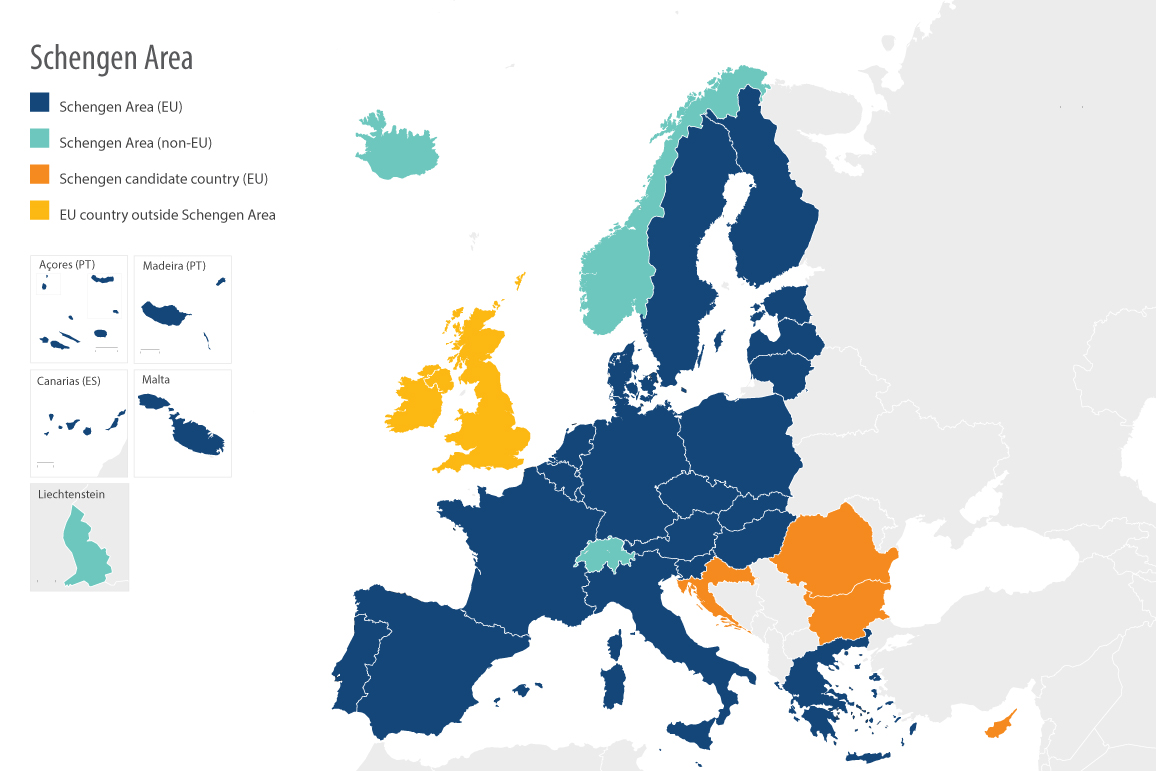 Schengen Area
Schengen Area (EU)
Schengen Area (non-EU)
Schengen candidate country (EU)
EU country outside Schengen Area
Açores (PT)
Madeira (PT)
Canarias (ES)
Malta
Liechtenstein